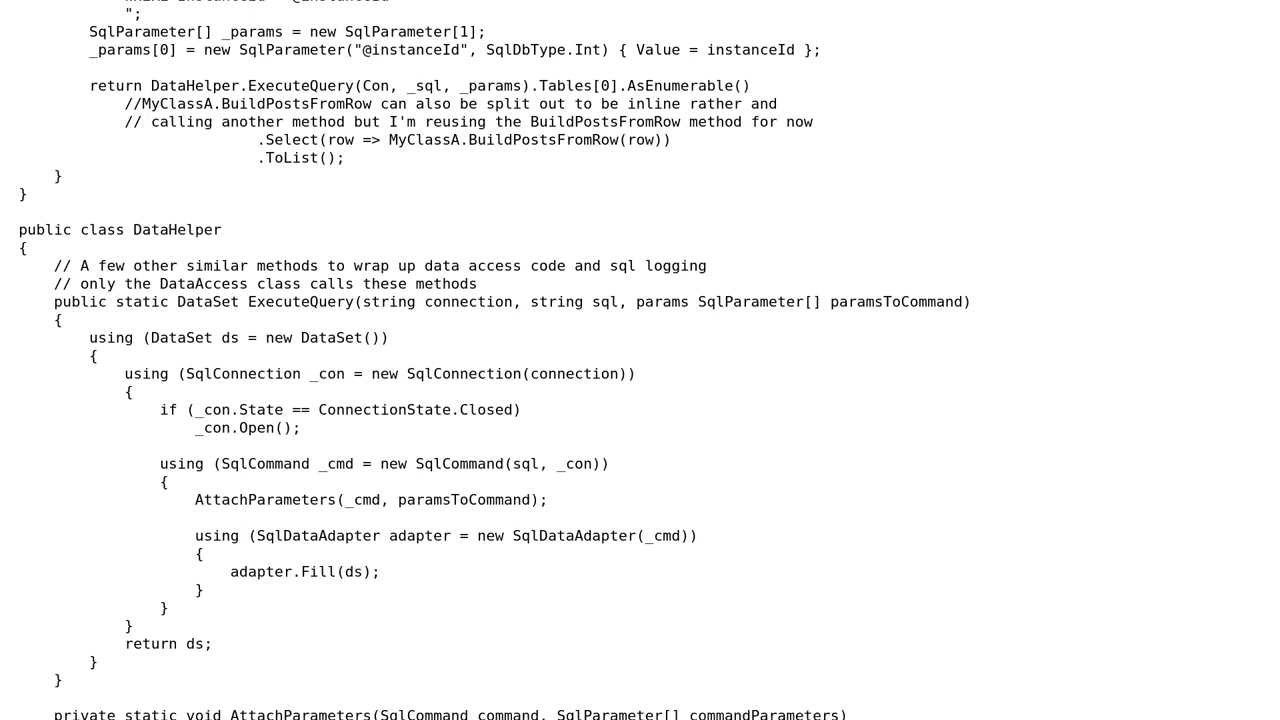 ";
SqlParameter[] _params = new SqlParameter[1];
_params[0] = new SqlParameter("@instanceId", SqlDbType.Int) { Value = instanceId };
return DataHelper.ExecuteQuery(Con, _sql, _params).Tables[0].AsEnumerable()
//MyClassA.BuildPostsFromRow can also be split out to be inline rather and
// calling another method but I'm reusing the BuildPostsFromRow method for now
.Select(row => MyClassA.BuildPostsFromRow(row))
.ToList();
}
}
public class DataHelper
{
// A few other similar methods to wrap up data access code and sql logging
// only the DataAccess class calls these methods
public static DataSet ExecuteQuery(string connection, string sql, params SqlParameter[] paramsToCommand)
{
using (DataSet ds = new DataSet())
{
using (SqlConnection _con = new SqlConnection(connection))
{
if (_con.State == ConnectionState.Closed)
_con.Open();
using (SqlCommand _cmd = new SqlCommand(sql, _con))
{
AttachParameters(_cmd, paramsToCommand);
using (SqlDataAdapter adapter = new SqlDataAdapter(_cmd))
{
adapter.Fill(ds);
}
}
}
return ds;
}
}
private static void AttachParameters(SqlCommand command, SqlParameter[] commandParameters)